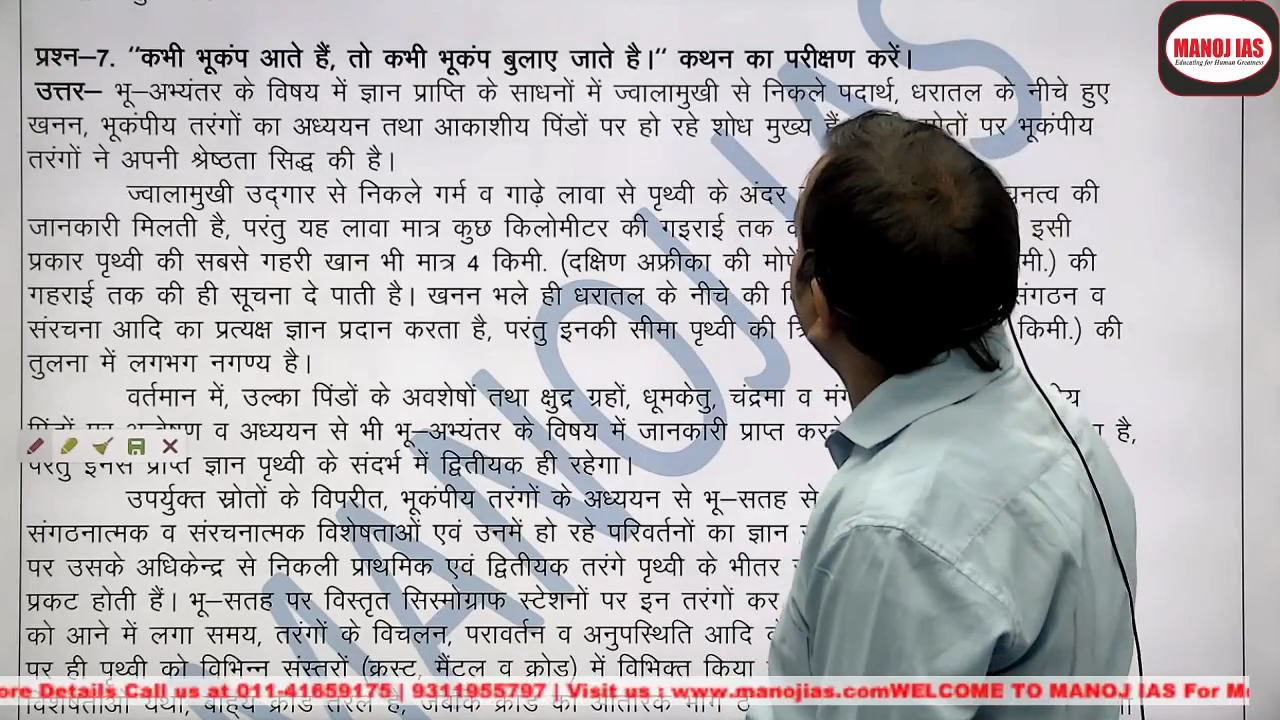 प्रश्न–7. "कभी भूकंप आते हैं, तो कभी भूकंप बुलाए जाते है।" कथन का परीक्षण करें।
उत्तर– भू–अभ्यंतर के विषय में ज्ञान प्राप्ति के साधनों में ज्वालामुखी से निकले पदार्थ, धरातल के नीचे हुए
खनन, भूकंपीय तरंगों का अध्ययन तथा आकाशीय पिंडों पर हो रहे शोध मुख्य हैं पर भूकंपीय
तरंगों ने अपनी श्रेष्ठता सिद्ध की है।
ज्वालामुखी उद्गार से निकले गर्म व गाढ़े लावा से पृथ्वी के अंदर की
जानकारी मिलती है, परंतु यह लावा मात्र कुछ किलोमीटर की गइराई तक इसी
प्रकार पृथ्वी की सबसे गहरी खान भी मात्र 4 किमी. (दक्षिण अफ्रीका की की
गहराई तक की ही सूचना दे पाती है। खनन भले ही धरातल के नीचे की व
संरचना आदि का प्रत्यक्ष ज्ञान प्रदान करता है, परंतु इनकी सीमा पृथ्वी की किमी.) की
तुलना में लगभग नगण्य है।
वर्तमान में, उल्का पिंडों के अवशेषों तथा क्षुद्र ग्रहों, धूमकेतु, चंद्रमा व
व अध्ययन से भी भू–अभ्यंतर के विषय में जानकारी प्राप्त है,
परंतु इनसे प्राप्त ज्ञान पृथ्वी के संदर्भ में द्वितीयक ही रहेगा।
उपर्युक्त स्रोतों के विपरीत, भूकंपीय तरंगों के अध्ययन से भू–सतह से
संगठनात्मक व संरचनात्मक विशेषताओं एवं उनमें हो रहे परिवर्तनों का ज्ञान
पर उसके अधिकेन्द्र से निकली प्राथमिक एवं द्वितीयक तरंगे पृथ्वी के भीतर
प्रकट होती हैं। भू–सतह पर विस्तृत सिस्मोग्राफ स्टेशनों पर इन तरंगों कर
को आने में लगा समय, तरंगों के विचलन, परावर्तन व अनुपस्थिति आदि
पर ही पृथ्वी को विभिन्न संस्तरों (क्रस्ट, मैंटल व क्रोड) में विभिक्त किया
ore Details Call us at 011-41659175 | 9311955797 | Visit us : www.manojias.comWELCOME TO MANOJ IAS For M
MANOJ IAS
Educating for Human Greatness
MANOJ IAS